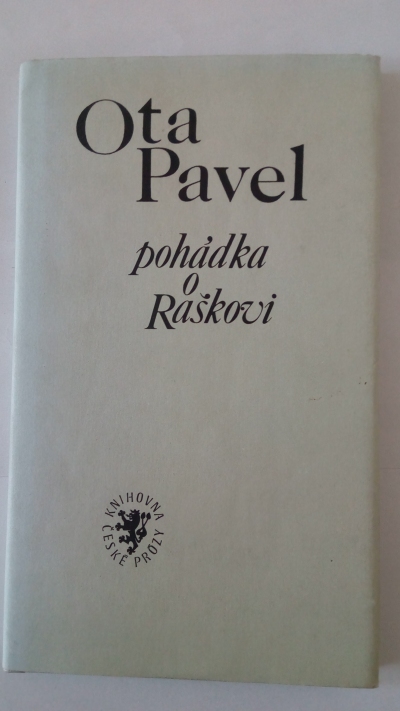 Ota
Pavel
pohádka
o
Raškovi
KNIHOVNA
ČESKÉ PRÓZY